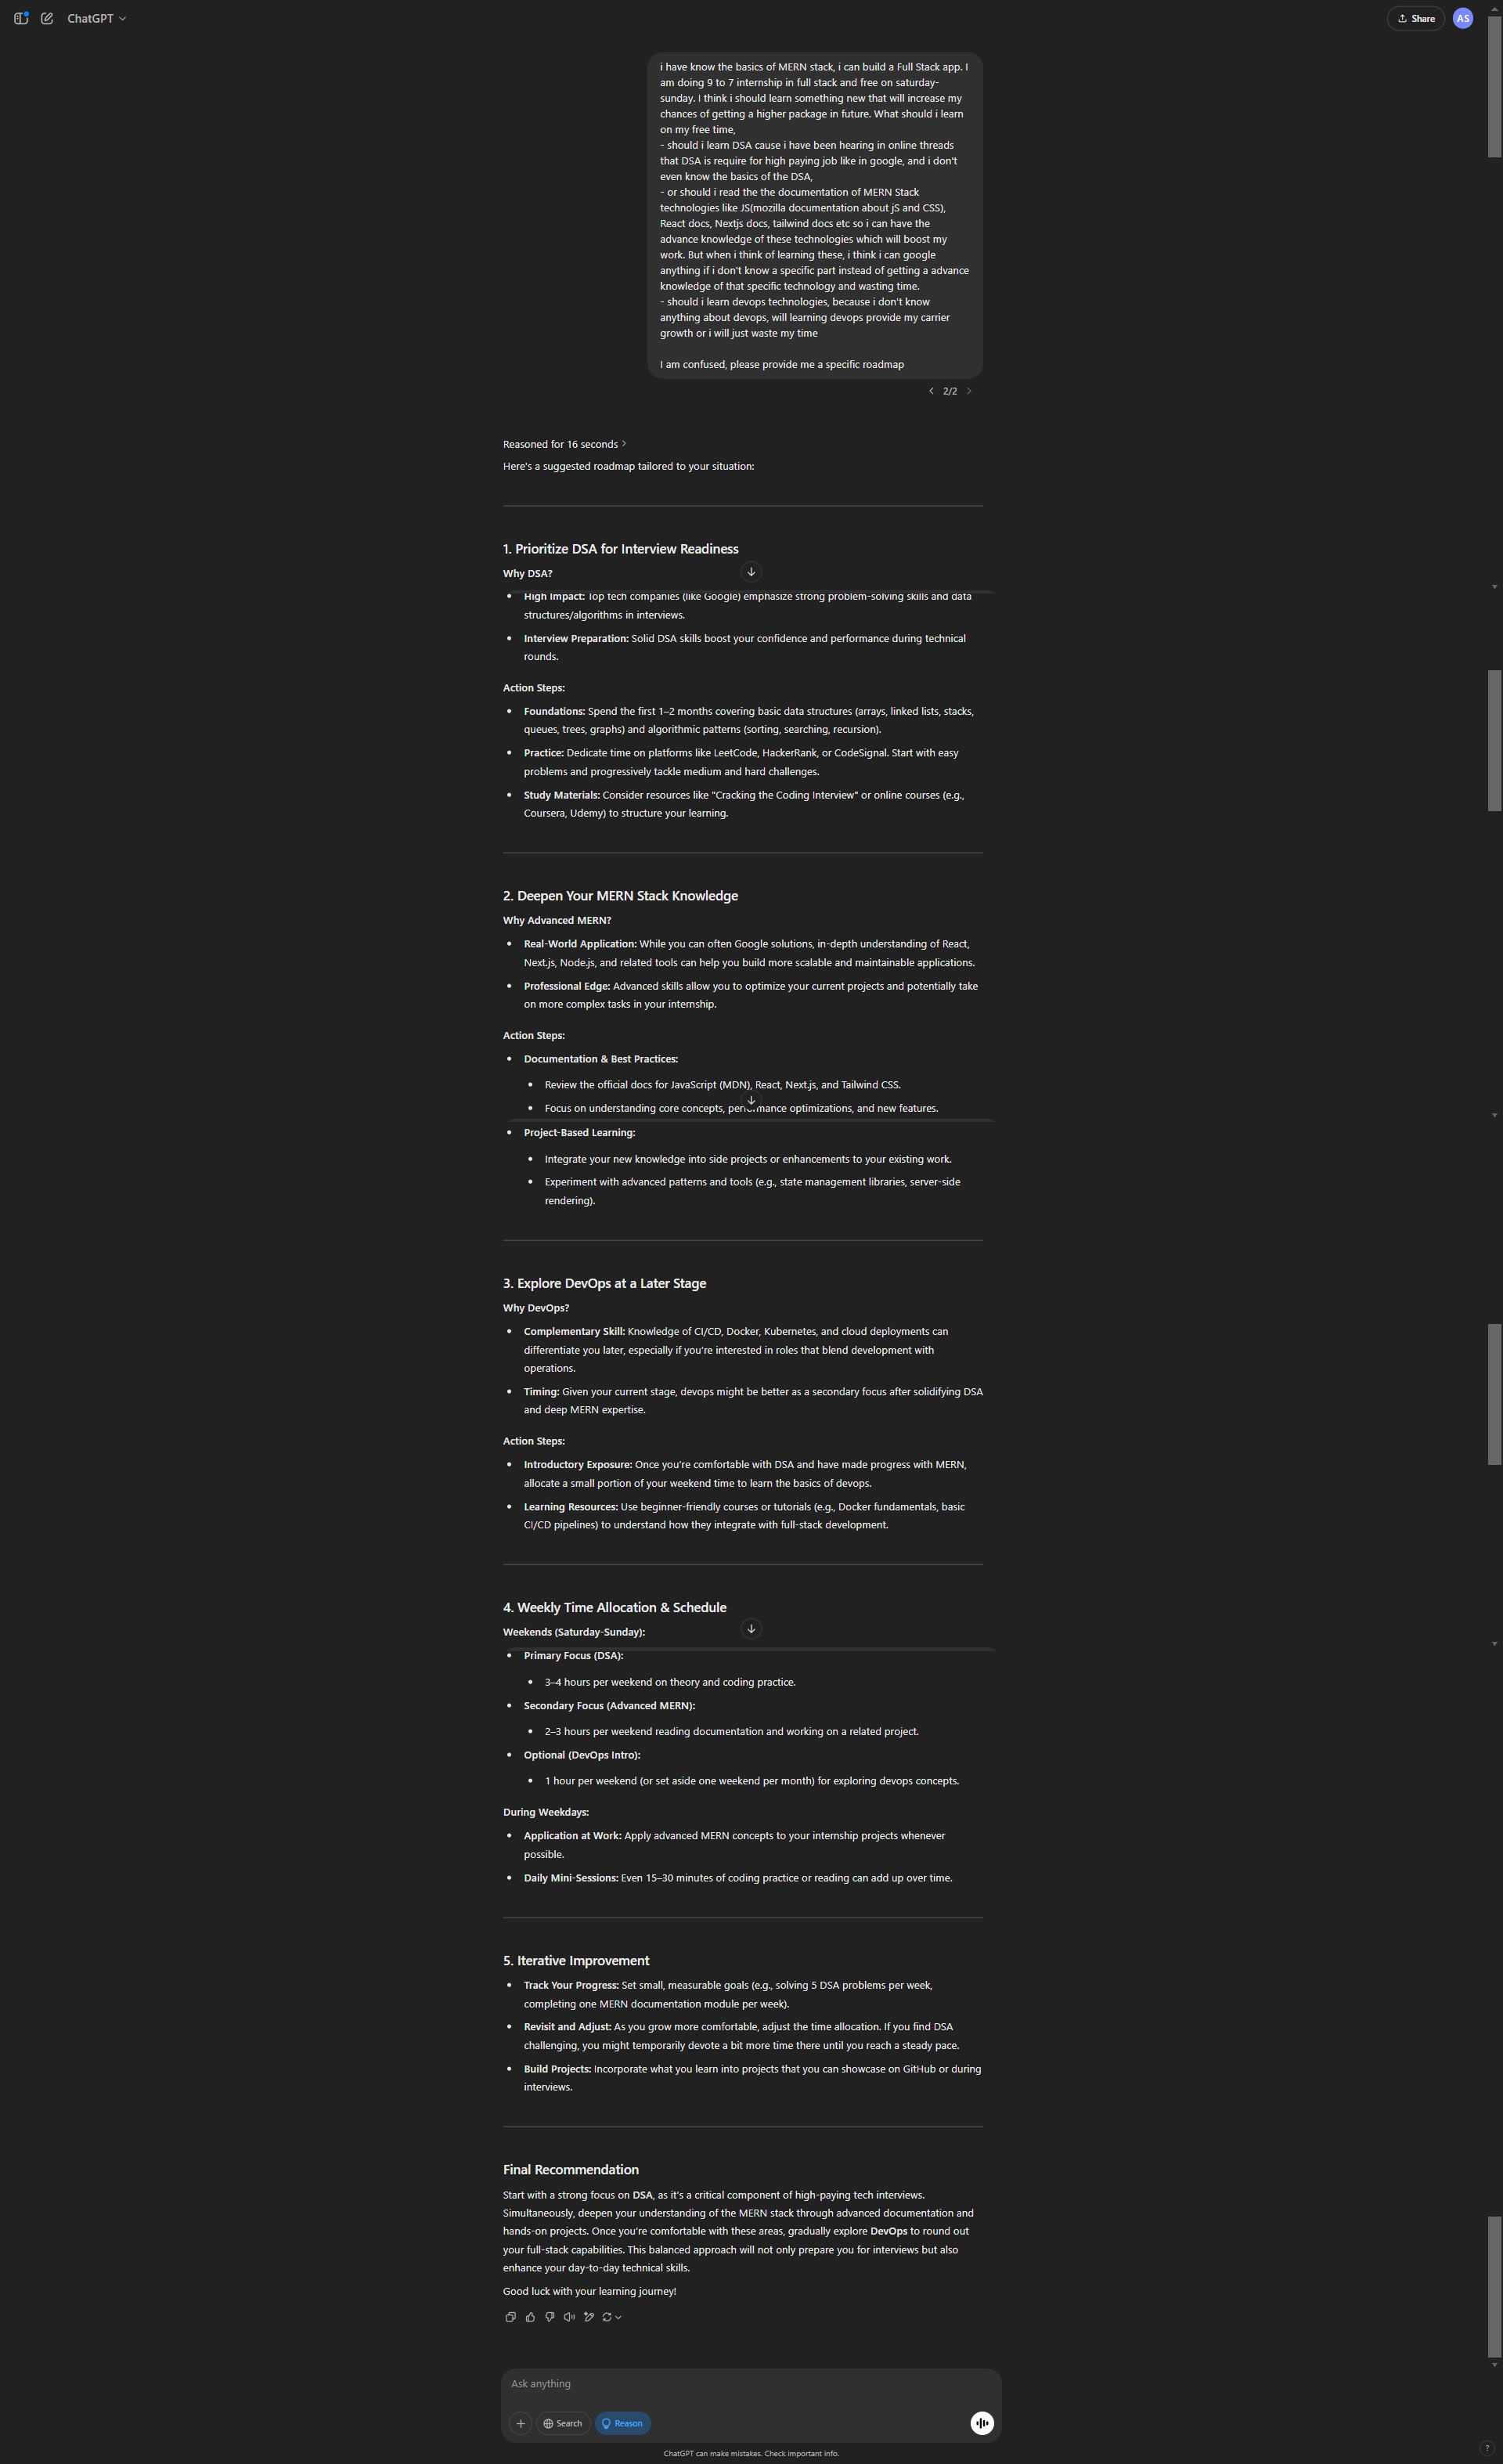 ChatGPT
Share
AS
i have know the basics of MERN stack, i can build a Full Stack app. I
am doing 9 to 7 internship in full stack and free on saturday-
sunday. I think i should learn something new that will increase my
chances of getting a higher package in future. What should i learn
on my free time,
- should i learn DSA cause i have been hearing in online threads
that DSA is require for high paying job like in google, and i don't
even know the basics of the DSA,
- or should i read the the documentation of MERN Stack
technologies like JS(mozilla documentation about jS and CSS),
React docs, Nextjs docs, tailwind docs etc so i can have the
advance knowledge of these technologies which will boost my
work. But when i think of learning these, i think i can google
anything if i don't know a specific part instead of getting a advance
knowledge of that specific technology and wasting time.
- should i learn devops technologies, because i don't know
anything about devops, will learning devops provide my carrier
growth or i will just waste my time
I am confused, please provide me a specific roadmap
2/2
Reasoned for 16 seconds
Here's a suggested roadmap tailored to your situation:
1. Prioritize DSA for Interview Readiness
Why DSA?
• High Impact: Top tech companies (like Google) emphasize strong problem-solving skills and data
structures/algorithms in interviews.
• Interview Preparation: Solid DSA skills boost your confidence and performance during technical
rounds.
Action Steps:
• Foundations: Spend the first 1–2 months covering basic data structures (arrays, linked lists, stacks,
queues, trees, graphs) and algorithmic patterns (sorting, searching, recursion).
• Practice: Dedicate time on platforms like LeetCode, HackerRank, or CodeSignal. Start with easy
problems and progressively tackle medium and hard challenges.
• Study Materials: Consider resources like "Cracking the Coding Interview" or online courses (e.g.,
Coursera, Udemy) to structure your learning.
2. Deepen Your MERN Stack Knowledge
Why Advanced MERN?
• Real-World Application: While you can often Google solutions, in-depth understanding of React,
Next.js, Node.js, and related tools can help you build more scalable and maintainable applications.
• Professional Edge: Advanced skills allow you to optimize your current projects and potentially take
on more complex tasks in your internship.
Action Steps:
• Documentation & Best Practices:
• Review the official docs for JavaScript (MDN), React, Next.js, and Tailwind CSS.
• Focus on understanding core concepts, performance optimizations, and new features.
• Project-Based Learning:
• Integrate your new knowledge into side projects or enhancements to your existing work.
• Experiment with advanced patterns and tools (e.g., state management libraries, server-side
rendering).
3. Explore DevOps at a Later Stage
Why DevOps?
• Complementary Skill: Knowledge of CI/CD, Docker, Kubernetes, and cloud deployments can
differentiate you later, especially if you're interested in roles that blend development with
operations.
• Timing: Given your current stage, devops might be better as a secondary focus after solidifying DSA
and deep MERN expertise.
Action Steps:
• Introductory Exposure: Once you're comfortable with DSA and have made progress with MERN,
allocate a small portion of your weekend time to learn the basics of devops.
• Learning Resources: Use beginner-friendly courses or tutorials (e.g., Docker fundamentals, basic
CI/CD pipelines) to understand how they integrate with full-stack development.
4. Weekly Time Allocation & Schedule
Weekends (Saturday-Sunday):
• Primary Focus (DSA):
• 3–4 hours per weekend on theory and coding practice.
• Secondary Focus (Advanced MERN):
• 2–3 hours per weekend reading documentation and working on a related project.
• Optional (DevOps Intro):
• 1 hour per weekend (or set aside one weekend per month) for exploring devops concepts.
During Weekdays:
• Application at Work: Apply advanced MERN concepts to your internship projects whenever
possible.
• Daily Mini-Sessions: Even 15–30 minutes of coding practice or reading can add up over time.
5. Iterative Improvement
• Track Your Progress: Set small, measurable goals (e.g., solving 5 DSA problems per week,
completing one MERN documentation module per week).
• Revisit and Adjust: As you grow more comfortable, adjust the time allocation. If you find DSA
challenging, you might temporarily devote a bit more time there until you reach a steady pace.
• Build Projects: Incorporate what you learn into projects that you can showcase on GitHub or during
interviews.
Final Recommendation
Start with a strong focus on DSA, as it's a critical component of high-paying tech interviews.
Simultaneously, deepen your understanding of the MERN stack through advanced documentation and
hands-on projects. Once you're comfortable with these areas, gradually explore DevOps to round out
your full-stack capabilities. This balanced approach will not only prepare you for interviews but also
enhance your day-to-day technical skills.
Good luck with your learning journey!
Ask anything
Search
Reason
ChatGPT can make mistakes. Check important info.
?